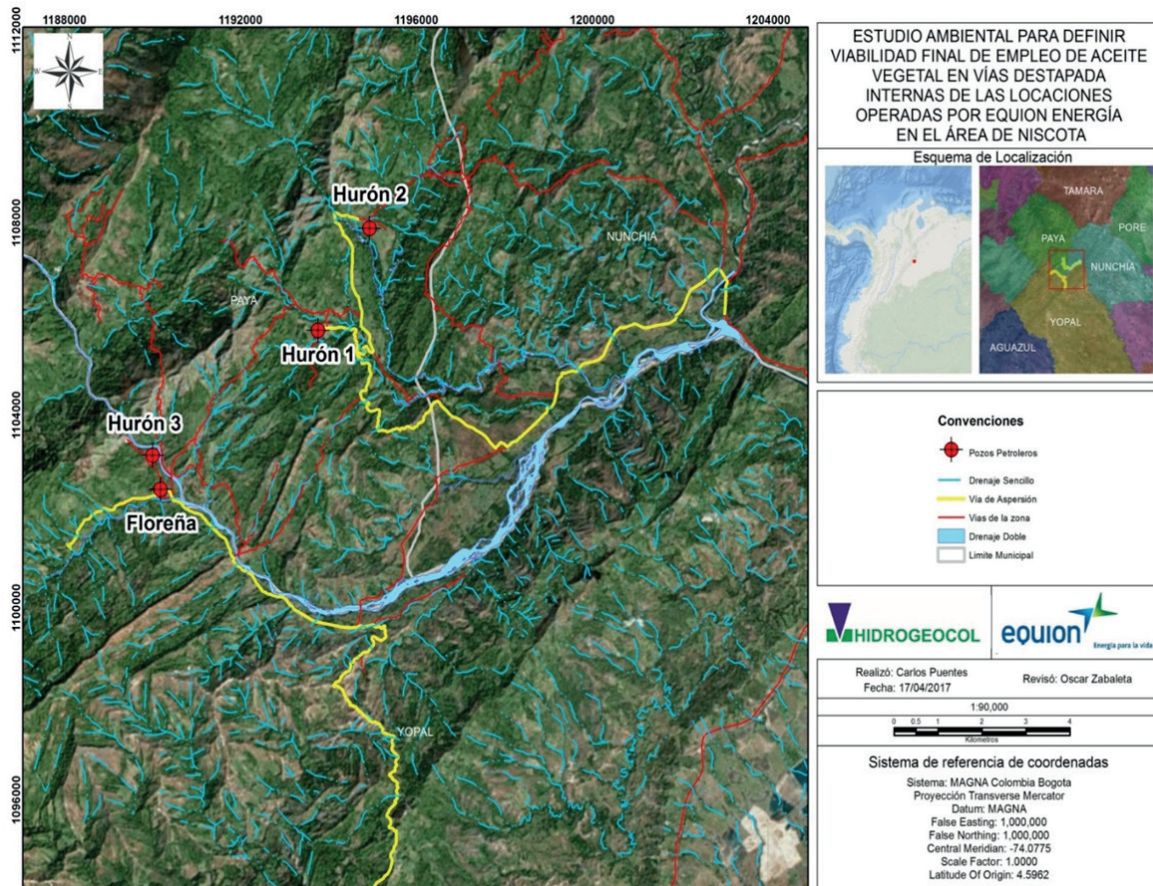 1188000
1192000
1196000
1200000
1204000
1112000
1108000
1104000
1100000
1096000
N
W
E
Hurón 2
NUNCHIA
PAYA
Hurón 1
Hurón 3
Floreña
YOPAL
ESTUDIO AMBIENTAL PARA DEFINIR
VIABILIDAD FINAL DE EMPLEO DE ACEITE
VEGETAL EN VÍAS DESTAPADA
INTERNAS DE LAS LOCACIONES
OPERADAS POR EQUION ENERGÍA
EN EL ÁREA DE NISCOTA
Esquema de Localización
TAMARA
PORE
PAYA
NUNCHÍA
YOPAL
AGUAZUL
Convenciones
Pozos Petroleros
Drenaje Sencillo
Vía de Aspersión
Vias de la zona
Drenaje Doble
Limite Municipal
HIDROGEOCOL
equion
Energía para la vida
Realizó: Carlos Puentes
Fecha: 17/04/2017
Revisó: Oscar Zabaleta
1:90,000
0 0.5 1 2 3 4
Kilometros
Sistema de referencia de coordenadas
Sistema: MAGNA Colombia Bogota
Proyección Transverse Mercator
Datum: MAGNA
False Easting: 1,000,000
False Northing: 1,000,000
Central Meridian: -74.0775
Scale Factor: 1.0000
Latitude Of Origin: 4.5962